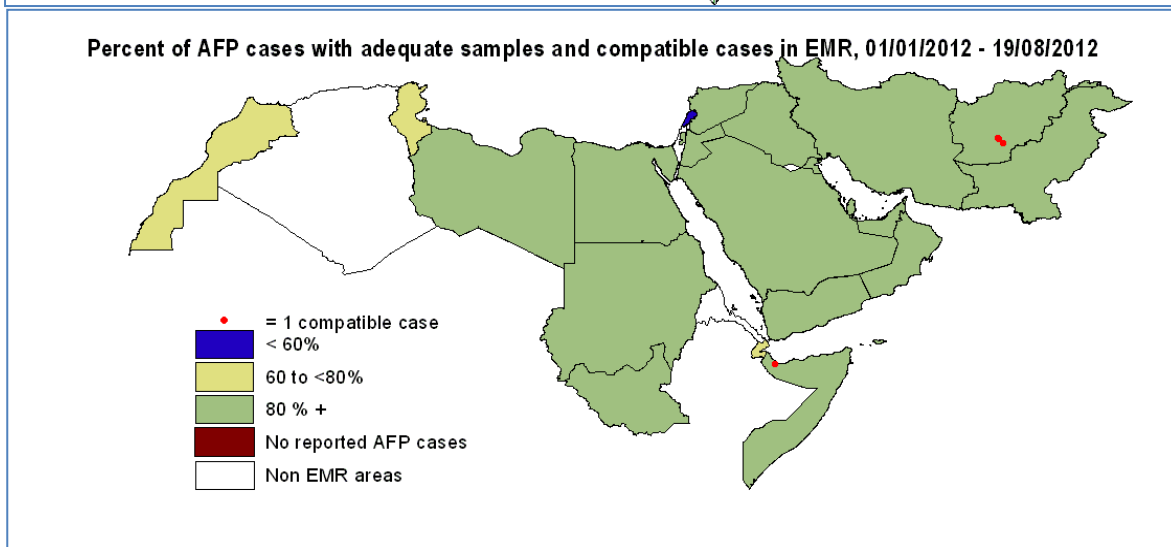 Percent of AFP cases with adequate samples and compatible cases in EMR, 01/01/2012 - 19/08/2012
= 1 compatible case
< 60%
60 to <80%
80 % +
No reported AFP cases
Non EMR areas